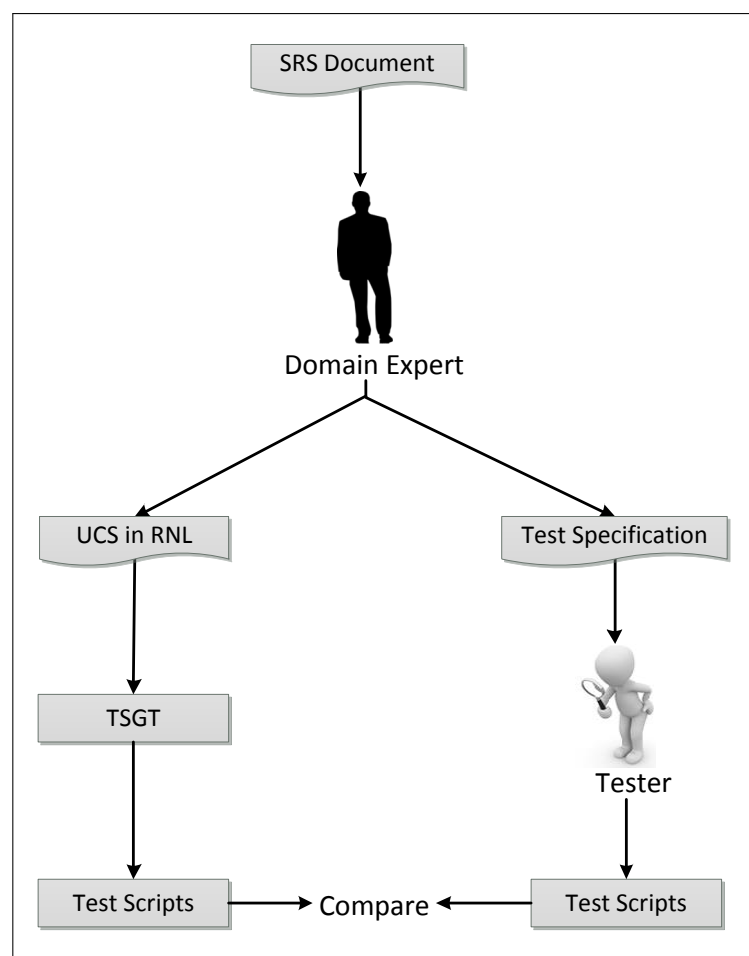 SRS Document
Domain Expert
UCS in RNL
Test Specification
TSGT
Tester
Test Scripts
Compare
Test Scripts